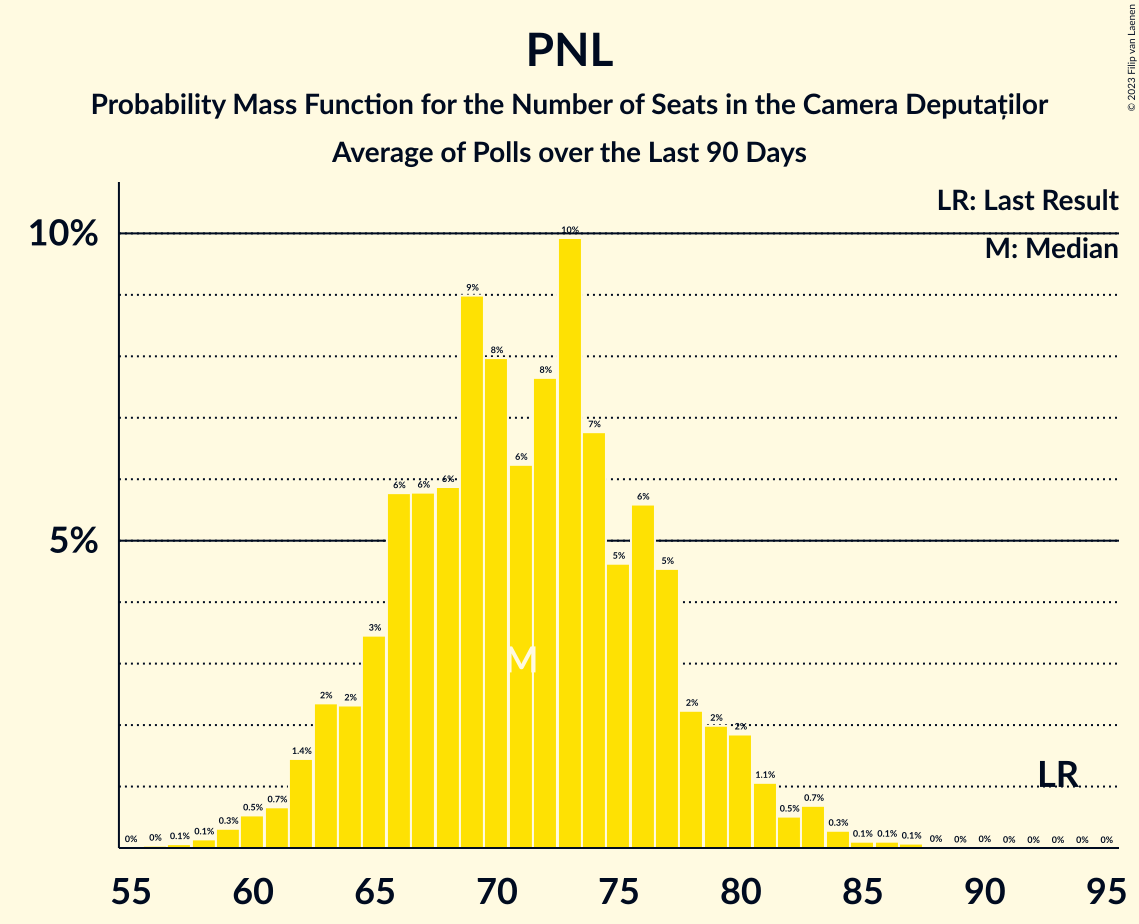 PNL
Probability Mass Function for the Number of Seats in the Camera Deputaților
Average of Polls over the Last 90 Days
© 2023 Filip van Laenen
LR: Last Result
M: Median
10%
5%
0% 0% 0.1% 0.1% 0.3% 0.5% 0.7% 1.4% 2% 2% 3% 6% 6% 6% 9% 8% 6% 8% 10% 7% 5% 6% 5% 2% 2% 2% 1.1% 0.5% 0.7% 0.3% 0.1% 0.1% 0.1% 0% 0% 0% 0% 0% 0% 0% 0%
M
LR
55 60 65 70 75 80 85 90 95